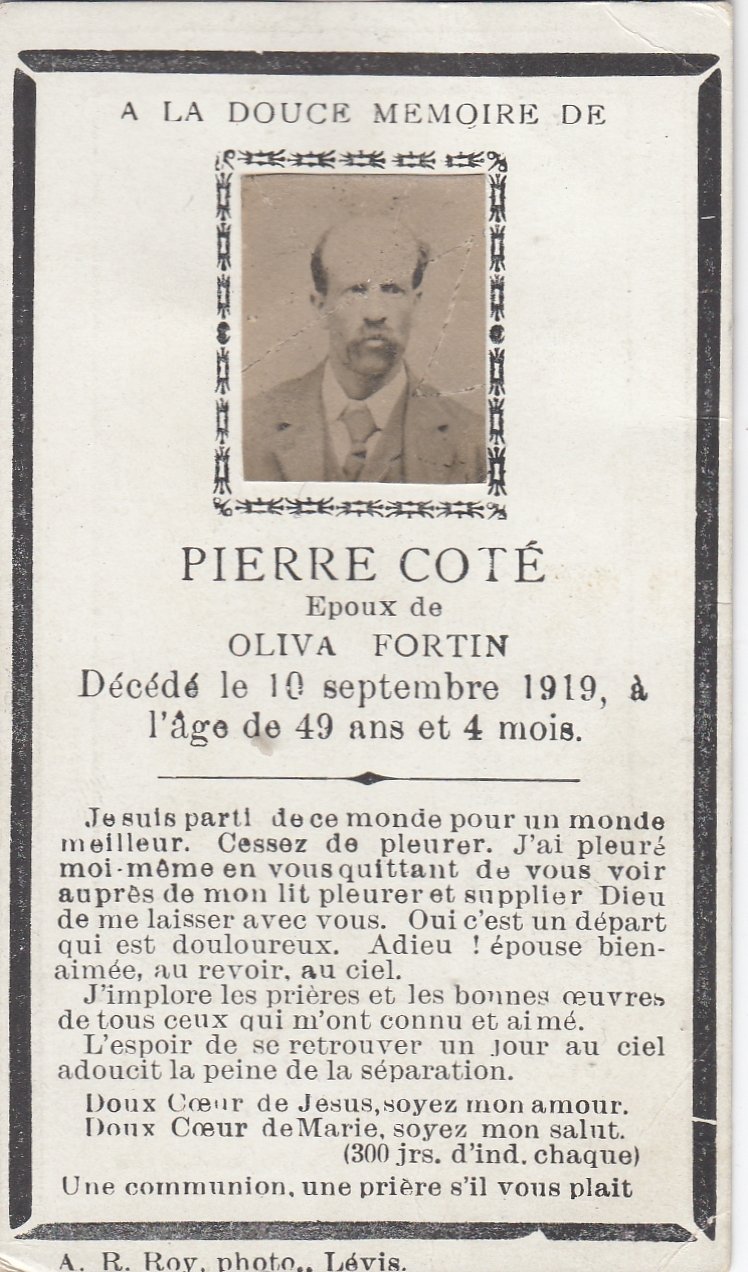 A LA DOUCE MEMOIRE DE
PIERRE COTÉ
Epoux de
OLIVA FORTIN
Décédé le 10 septembre 1919, à
l'âge de 49 ans et 4 mois.
Je suis parti de ce monde pour un monde
meilleur. Cessez de pleurer. J'ai pleuré
moi-même en vous quittant de vous voir
auprès de mon lit pleurer et supplier Dieu
de me laisser avec vous. Oui c'est un départ
qui est douloureux. Adieu ! épouse bien-
aimée, au revoir, au ciel.
J'implore les prières et les bonnes œuvres
de tous ceux qui m'ont connu et aimé.
L'espoir de se retrouver un jour au ciel
adoucit la peine de la séparation.
Doux Cœur de Jesus, soyez mon amour.
Doux Cœur de Marie, soyez mon salut.
(300 jrs. d'ind. chaque)
Une communion, une prière s'il vous plait
A. R. Roy, photo., Lévis.